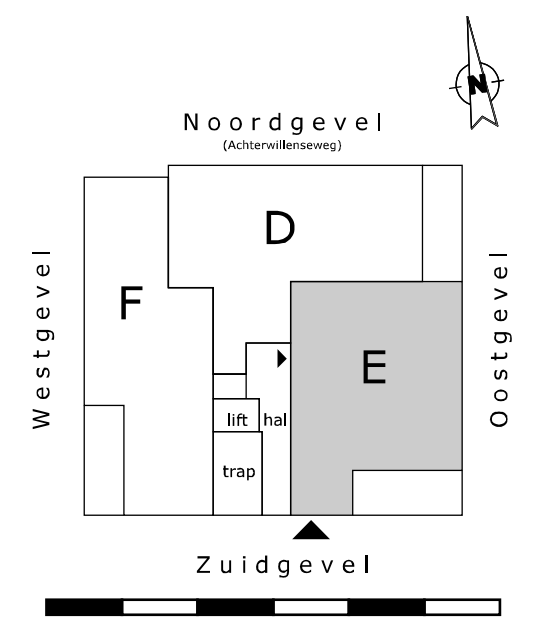 N
Noordgevel
(Achterwillenseweg)
D
F
E
Westgevel
Oostgevel
lift
hal
trap
Zuidgevel